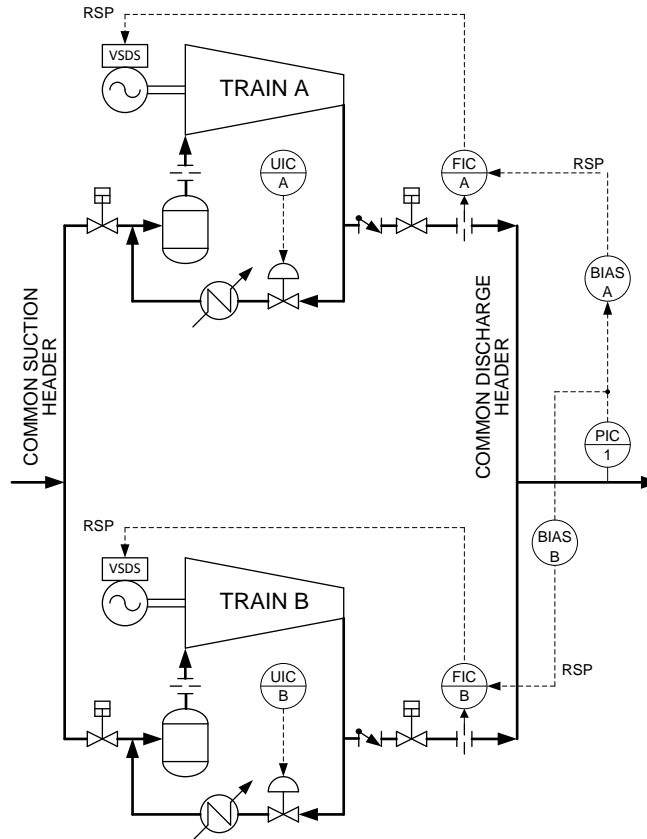 RSP
VSDS
TRAIN A
UIC
A
FIC
A
RSP
BIAS
A
COMMON SUCTION
HEADER
COMMON DISCHARGE
HEADER
PIC
1
RSP
VSDS
TRAIN B
BIAS
B
UIC
B
FIC
B
RSP